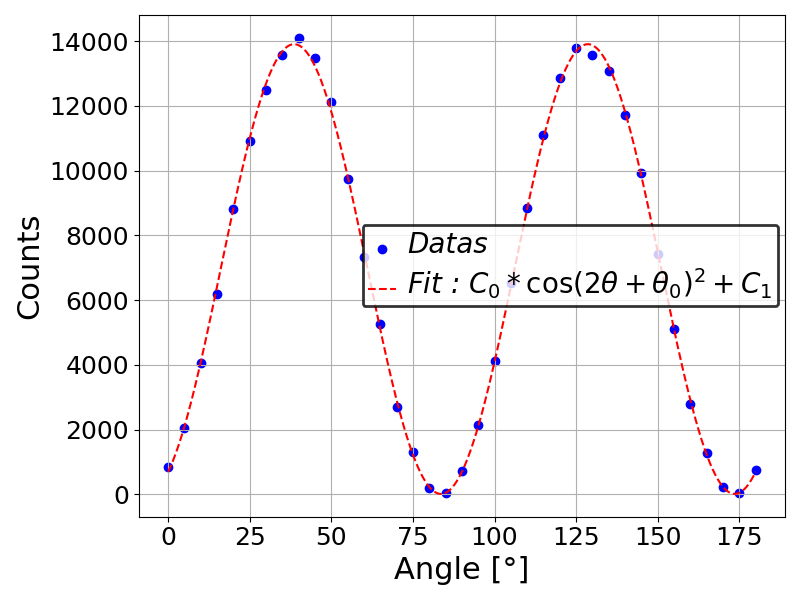 14000
12000
10000
8000
6000
4000
2000
0
Counts
Datas
Fit : C₀ * cos(2θ + θ₀)² + C₁
0 25 50 75 100 125 150 175
Angle [°]